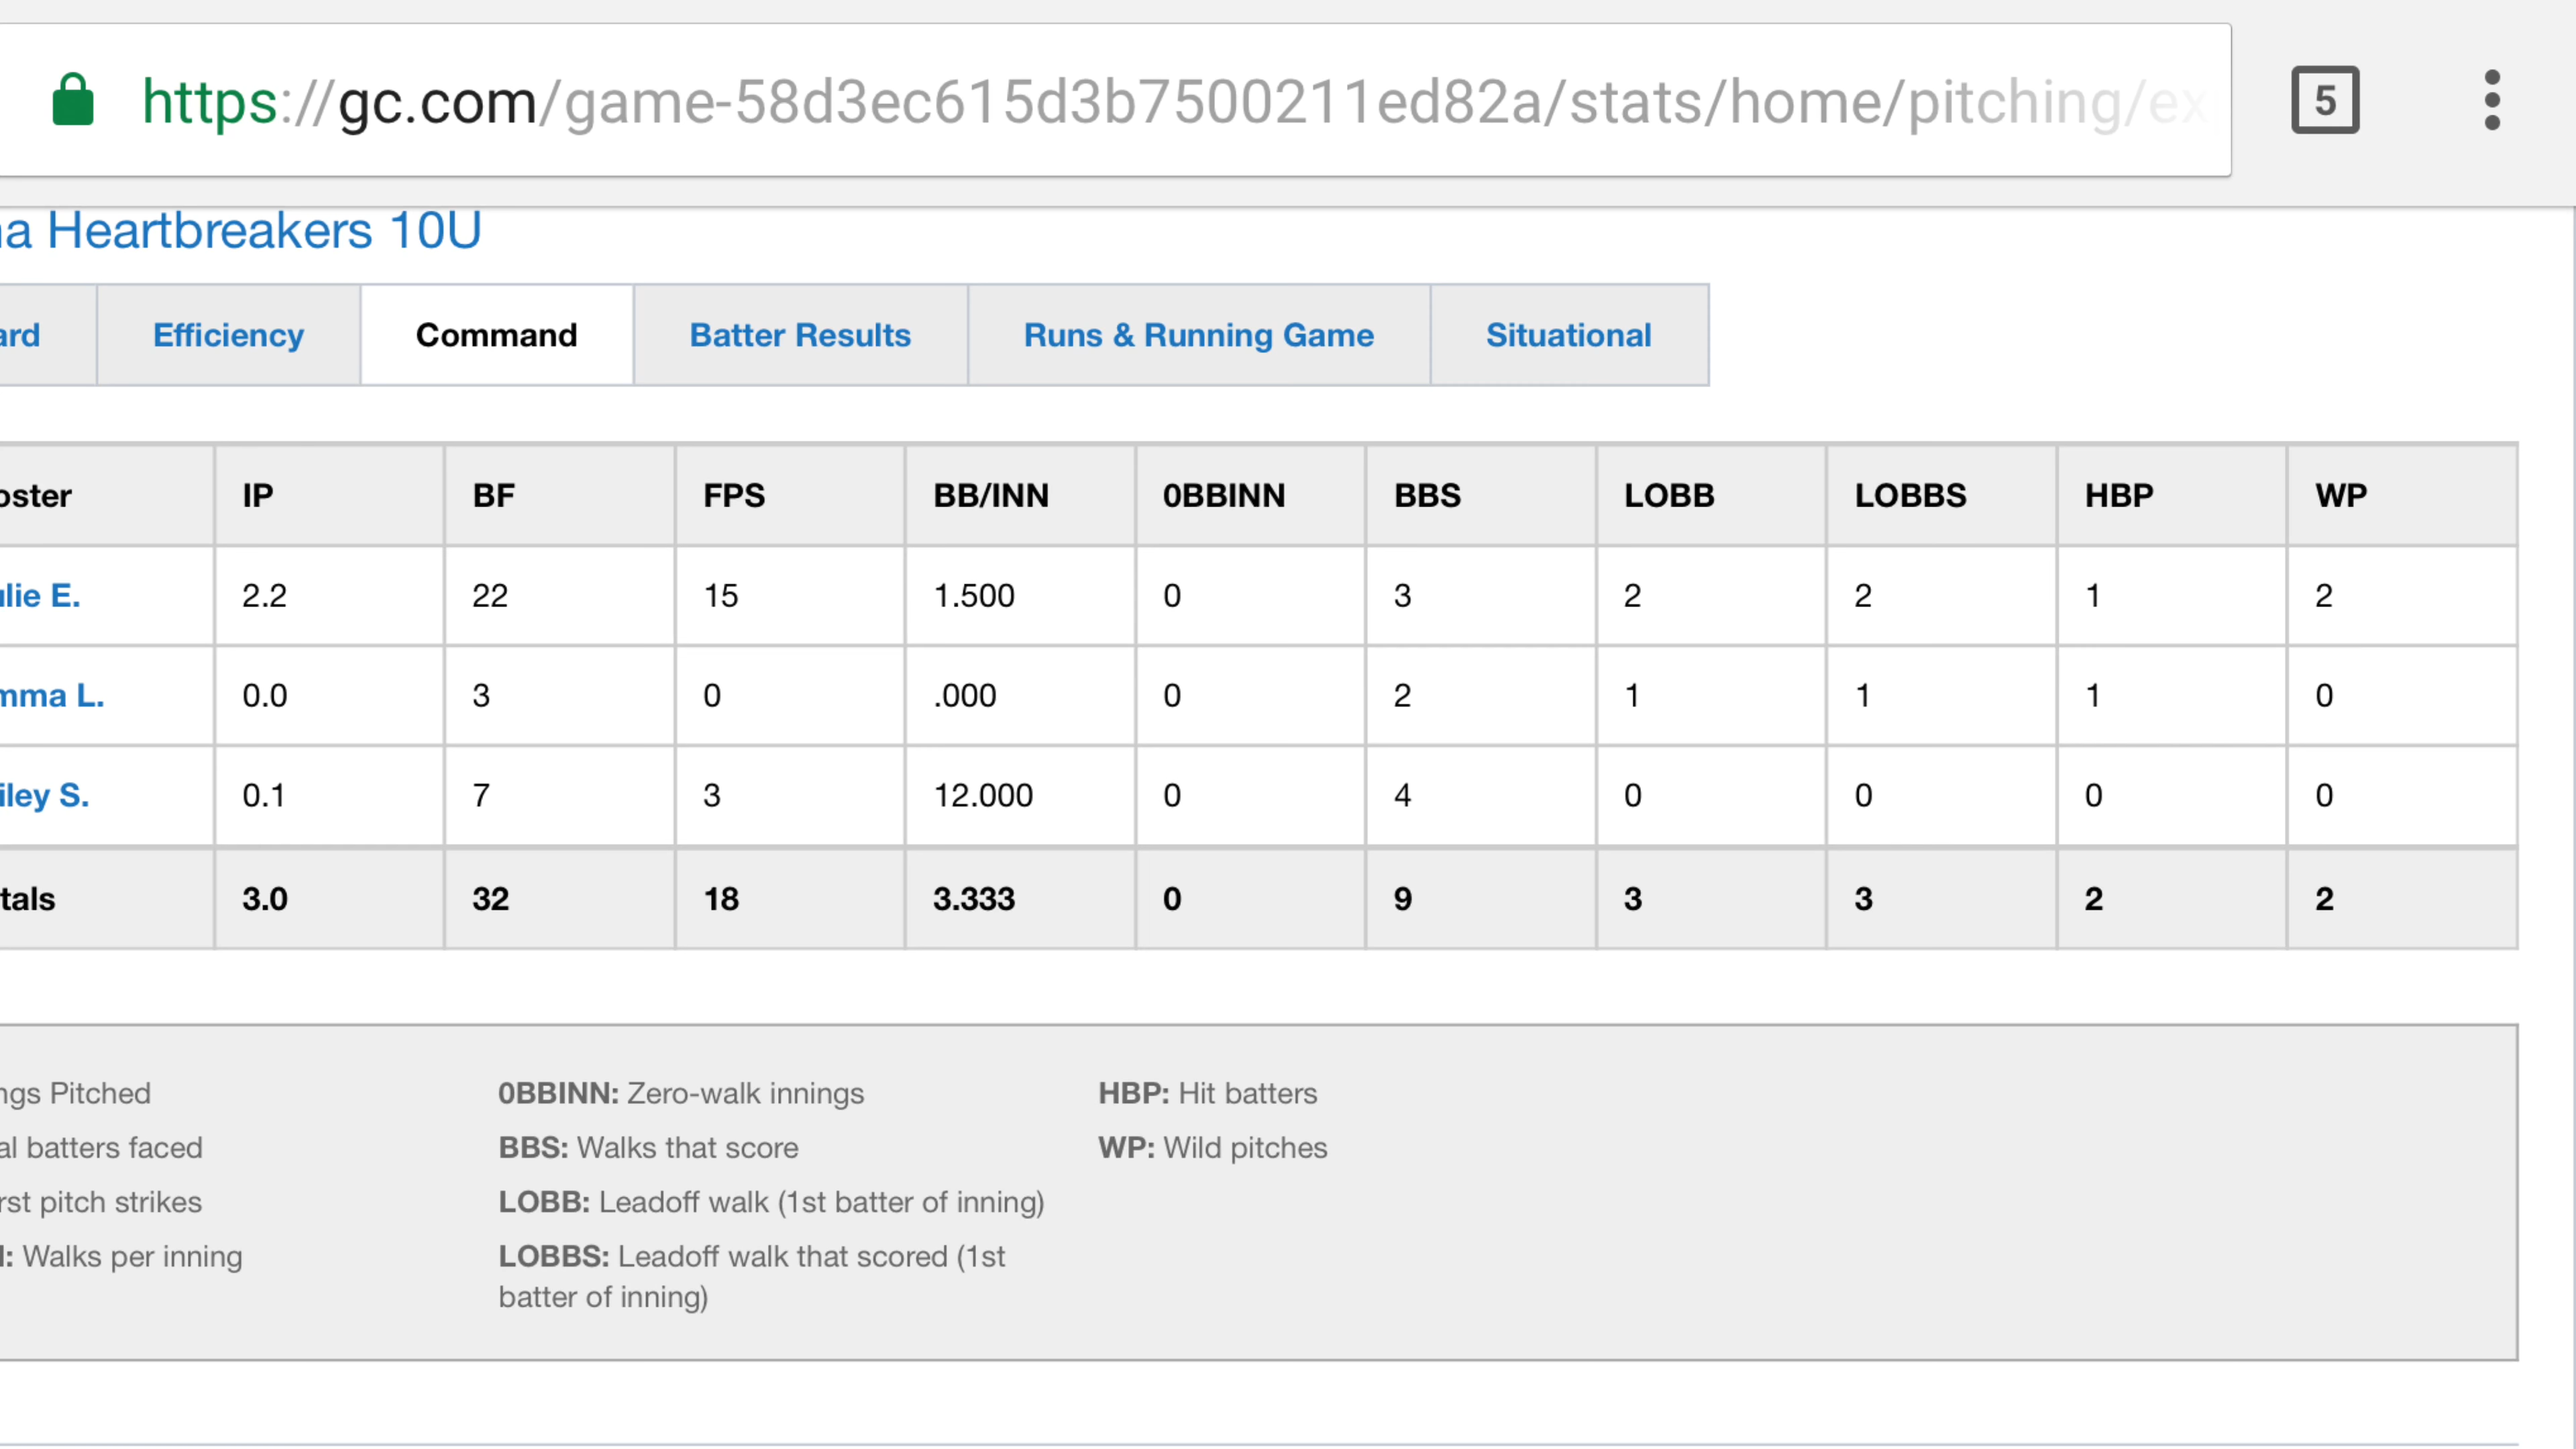 https://gc.com/game-58d3ec615d3b7500211ed82a/stats/home/pitching/ex
5
na Heartbreakers 10U
ard Efficiency Command Batter Results Runs & Running Game Situational
oster IP BF FPS BB/INN 0BBINN BBS LOBB LOBBS HBP WP
ulie E. 2.2 22 15 1.500 0 3 2 2 1 2
mma L. 0.0 3 0 .000 0 2 1 1 1 0
iley S. 0.1 7 3 12.000 0 4 0 0 0 0
tals 3.0 32 18 3.333 0 9 3 3 2 2
ngs Pitched
al batters faced
rst pitch strikes
: Walks per inning
0BBINN: Zero-walk innings
BBS: Walks that score
LOBB: Leadoff walk (1st batter of inning)
LOBBS: Leadoff walk that scored (1st
batter of inning)
HBP: Hit batters
WP: Wild pitches